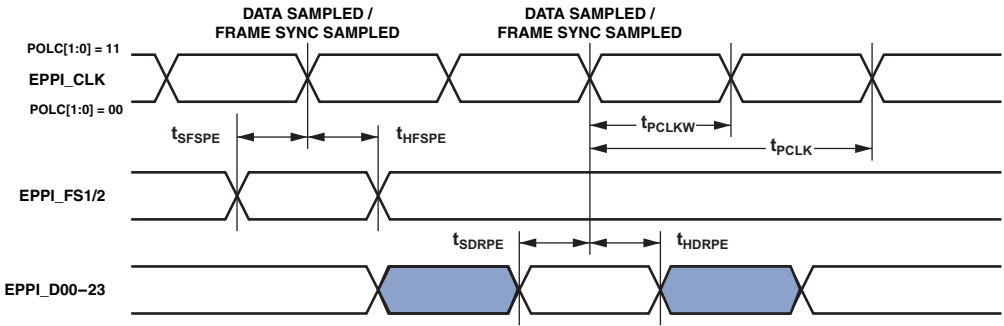 DATA SAMPLED /
FRAME SYNC SAMPLED
DATA SAMPLED /
FRAME SYNC SAMPLED
POLC[1:0] = 11
EPPI_CLK
POLC[1:0] = 00
tSFSPE
tHFSPE
tPCLKW
tPCLK
EPPI_FS1/2
tSDRPE
tHDRPE
EPPI_D00–23